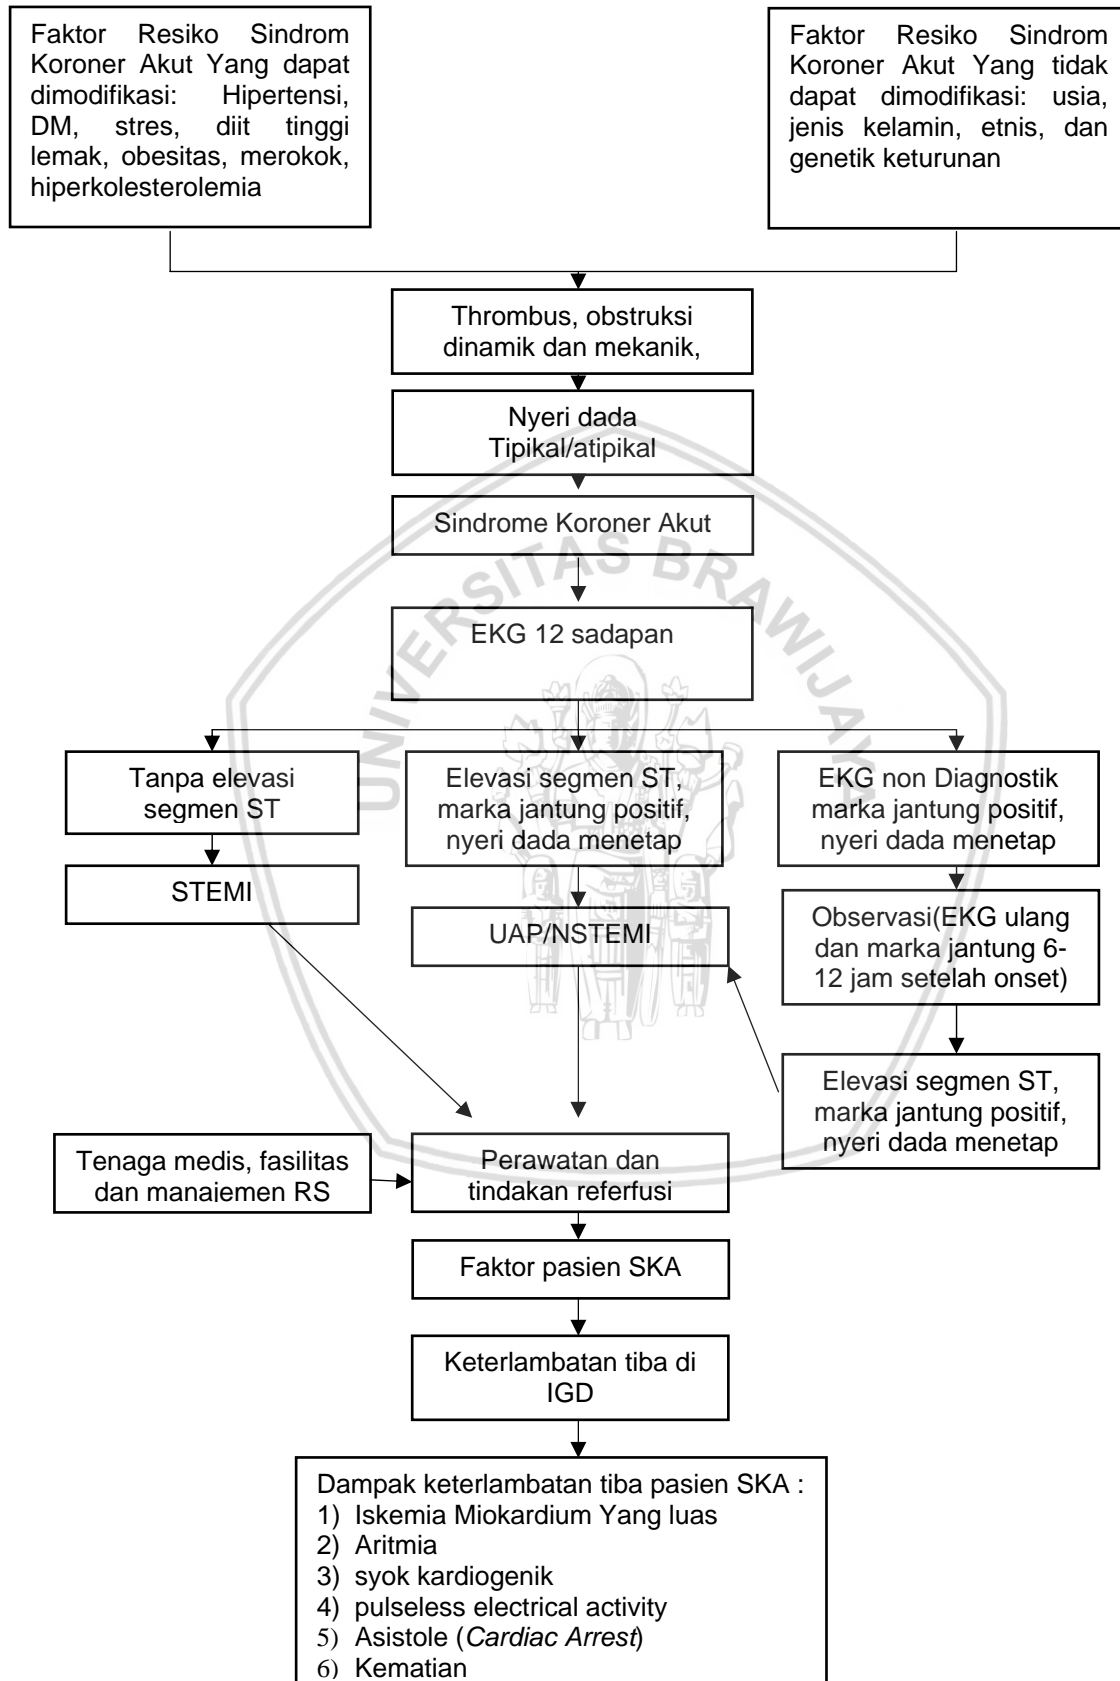 Faktor Resiko Sindrom
Koroner Akut Yang dapat
dimodifikasi: Hipertensi,
DM, stres, diit tinggi
lemak, obesitas, merokok,
hiperkolesterolemia
Faktor Resiko Sindrom
Koroner Akut Yang tidak
dapat dimodifikasi: usia,
jenis kelamin, etnis, dan
genetik keturunan
Thrombus, obstruksi
dinamik dan mekanik,
Nyeri dada
Tipikal/atipikal
Sindrome Koroner Akut
UNIVERSITAS BRAWIJAYA
EKG 12 sadapan
Tanpa elevasi
segmen ST
Elevasi segmen ST,
marka jantung positif,
nyeri dada menetap
EKG non Diagnostik
marka jantung positif,
nyeri dada menetap
STEMI
UAP/NSTEMI
Observasi(EKG ulang
dan marka jantung 6-
12 jam setelah onset)
Elevasi segmen ST,
marka jantung positif,
nyeri dada menetap
Tenaga medis, fasilitas
dan manajemen RS
Perawatan dan
tindakan referfusi
Faktor pasien SKA
Keterlambatan tiba di
IGD
Dampak keterlambatan tiba pasien SKA :
1) Iskemia Miokardium Yang luas
2) Aritmia
3) syok kardiogenik
4) pulseless electrical activity
5) Asistole (Cardiac Arrest)
6) Kematian